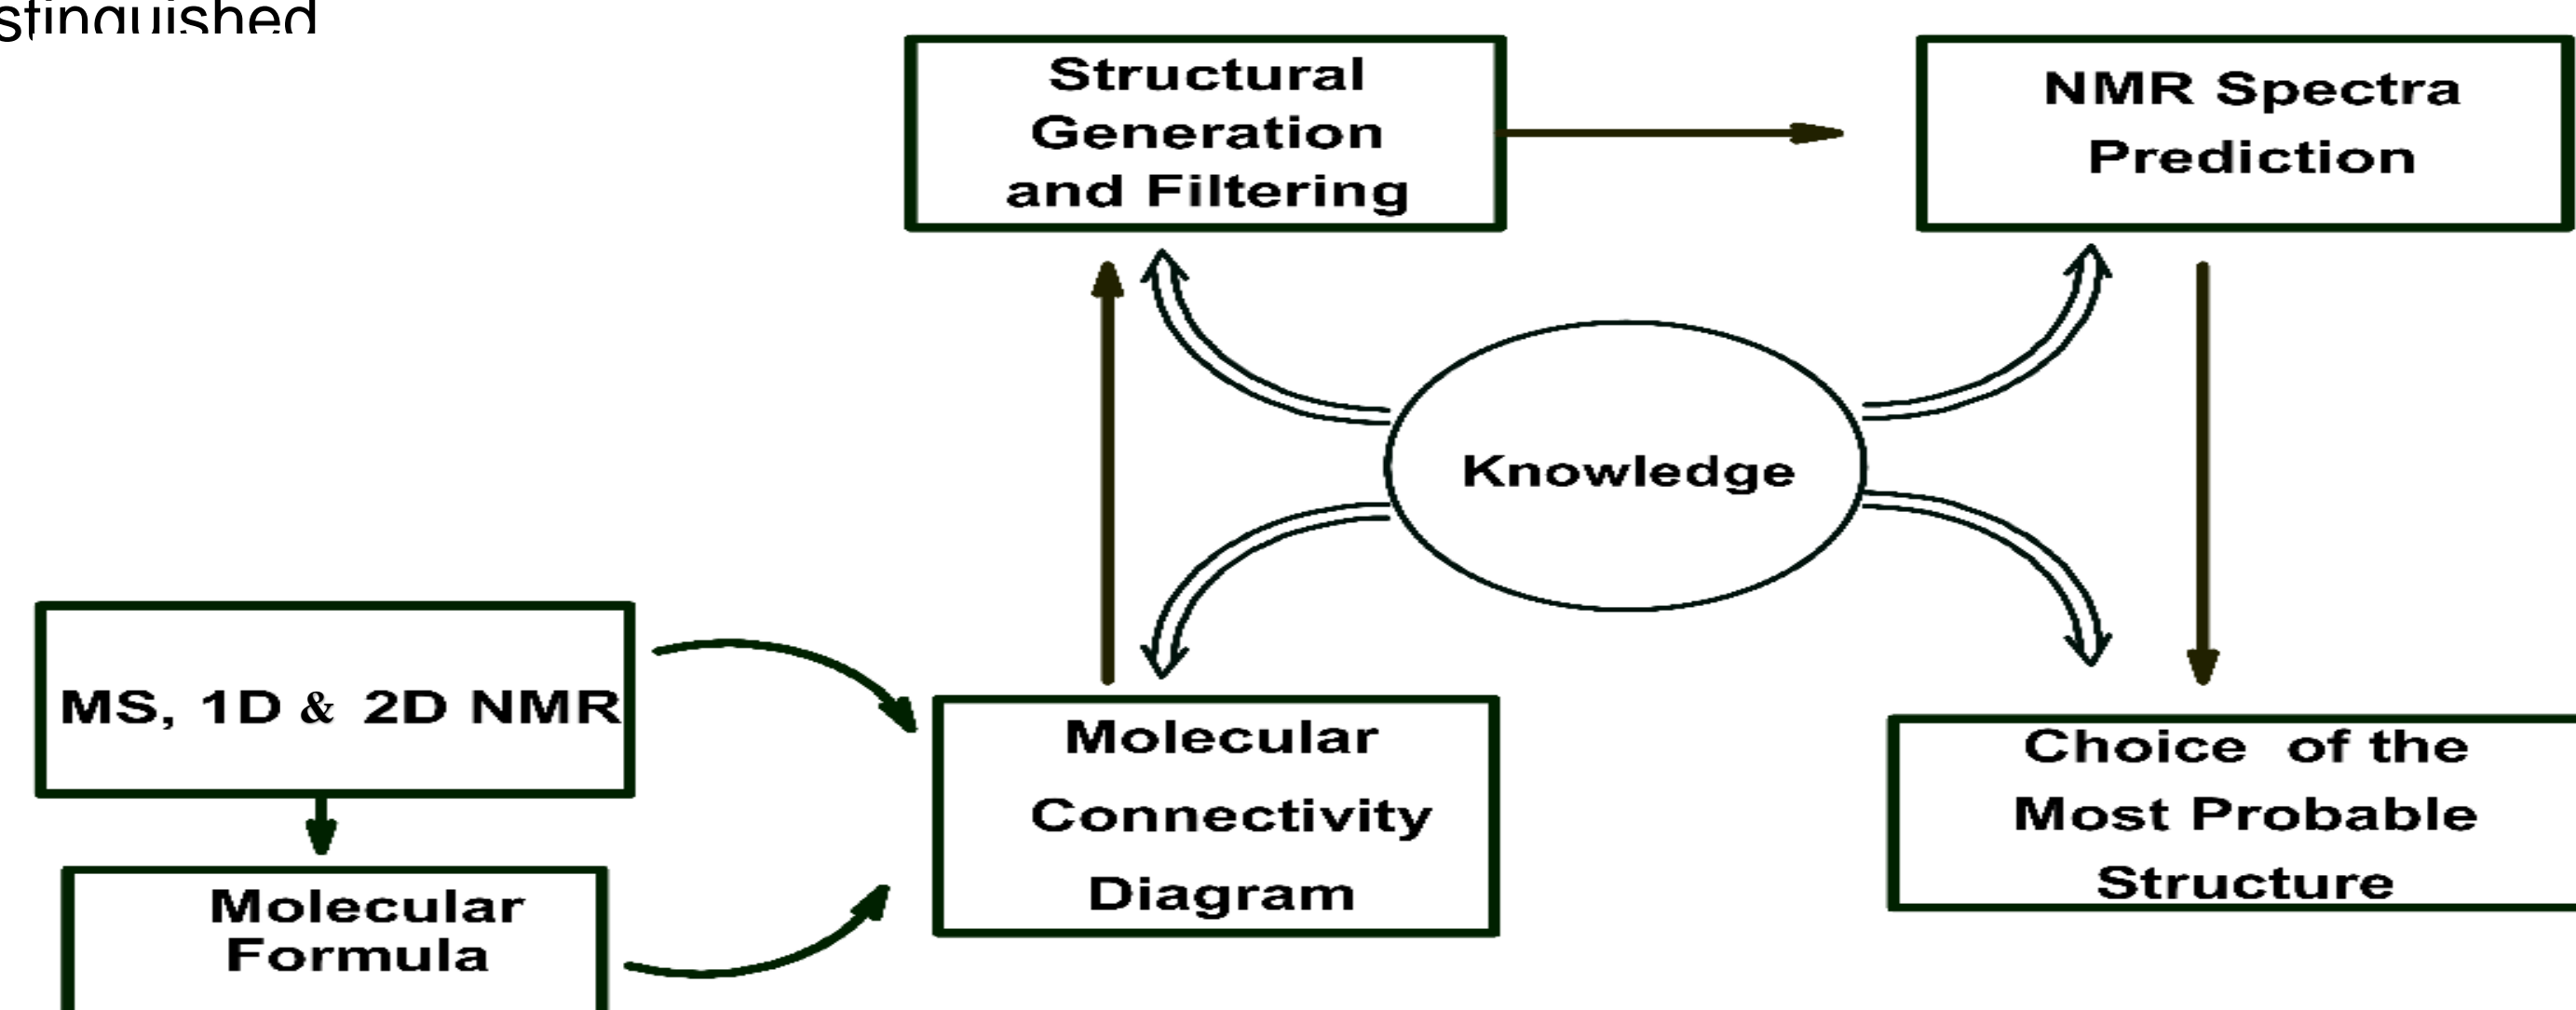 stinguished
Structural
Generation
and Filtering
NMR Spectra
Prediction
Knowledge
MS, 1D & 2D NMR
Molecular
Formula
Molecular
Connectivity
Diagram
Choice of the
Most Probable
Structure